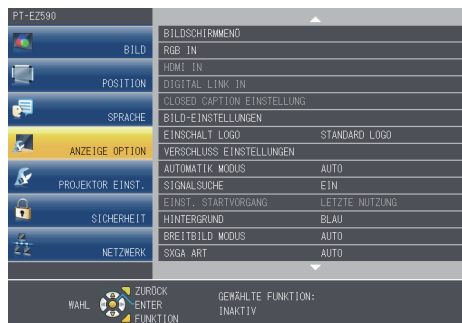 PT-EZ590
BILD
POSITION
SPRACHE
ANZEIGE OPTION
PROJEKTOR EINST.
SICHERHEIT
NETZWERK
BILDSCHIRMMENÜ
RGB IN
HDMI IN
DIGITAL LINK IN
CLOSED CAPTION EINSTELLUNG
BILD-EINSTELLUNGEN
EINSCHALT LOGO STANDARD LOGO
VERSCHLUSS EINSTELLUNGEN
AUTOMATIK MODUS AUTO
SIGNALSUCHE EIN
EINST. STARTVORGANG LETZTE NUTZUNG
HINTERGRUND BLAU
BREITBILD MODUS AUTO
SXGA ART AUTO
WAHL
ZURÜCK
ENTER
FUNKTION
GEWÄHLTE FUNKTION:
INAKTIV